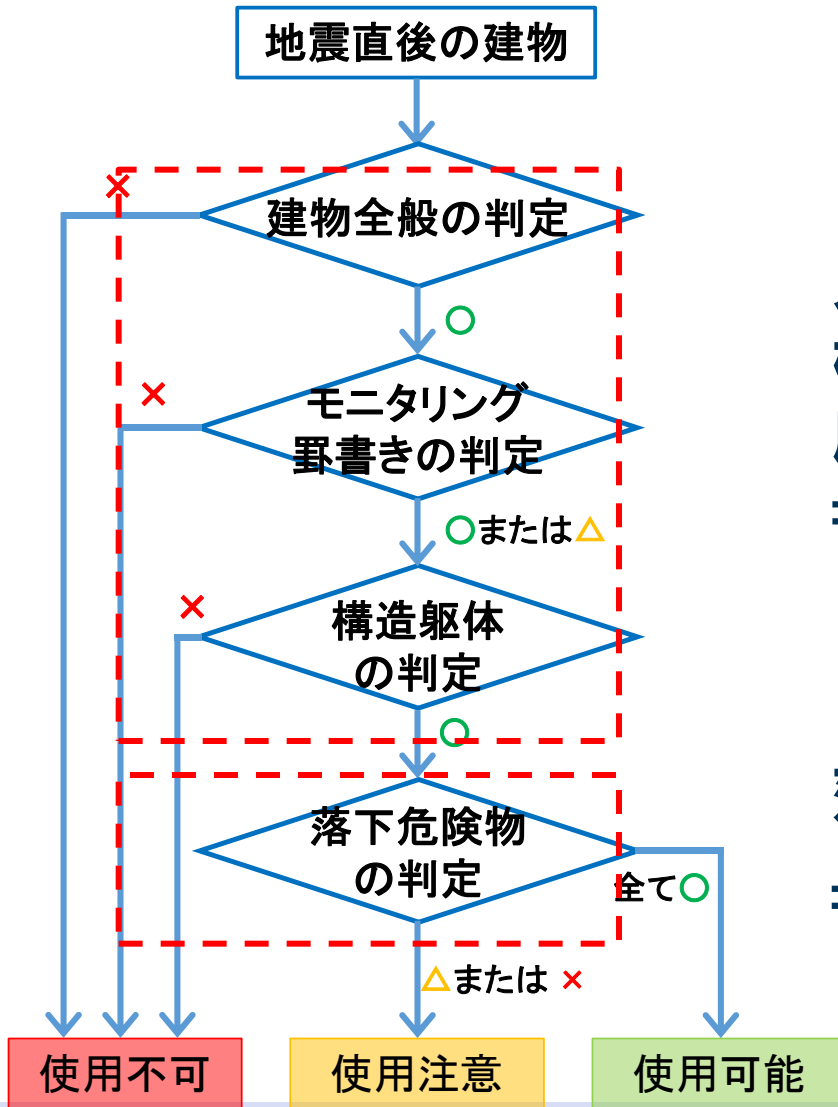 地震直後の建物
×
建物全般の判定
○
×
モニタリング
罫書きの判定
○または△
×
構造躯体
の判定
○
落下危険物
の判定
全て○
△または ×
使用不可
使用注意
使用可能